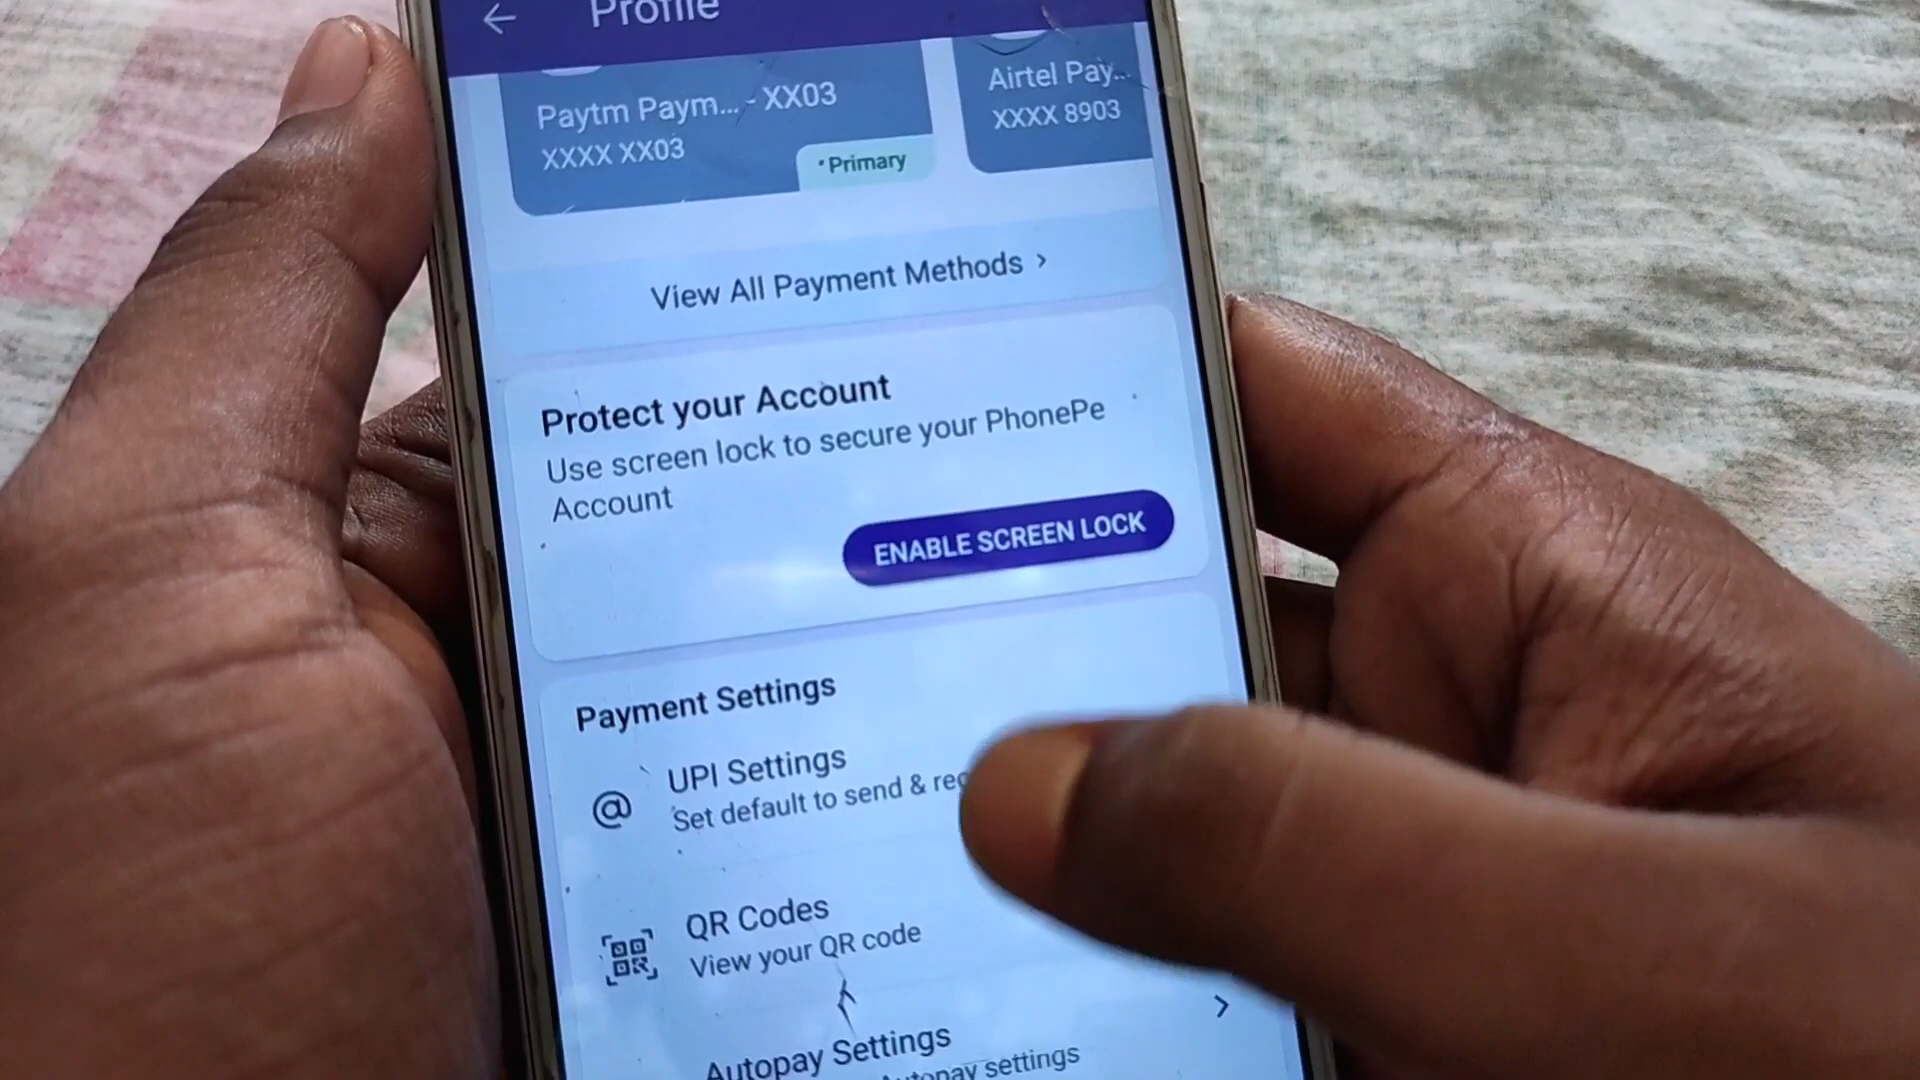 Profile
Paytm Paym... - XX03
XXXX XX03
Primary
Airtel Pay...
XXXX 8903
View All Payment Methods
Protect your Account
Use screen lock to secure your PhonePe
Account
ENABLE SCREEN LOCK
Payment Settings
UPI Settings
Set default to send &
QR Codes
View your QR code
Autopay Settings
Autopay settings